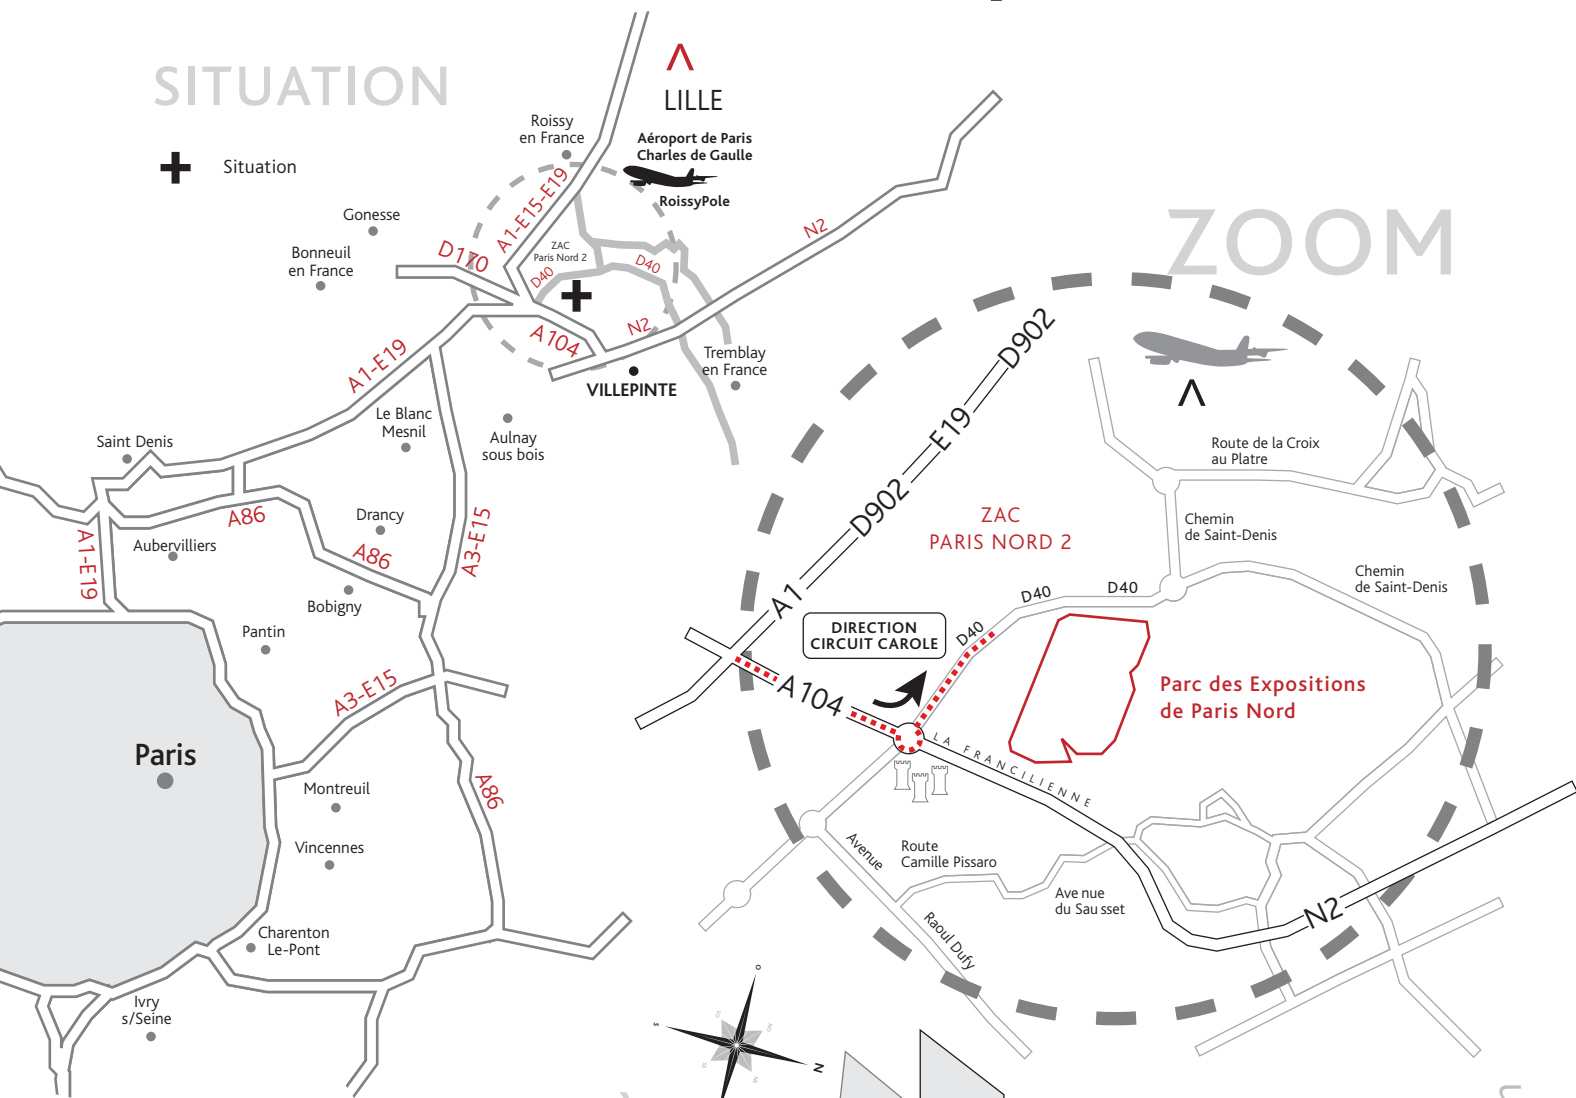 SITUATION
Situation
LILLE
Roissy
en France
Aéroport de Paris
Charles de Gaulle
RoissyPole
A1-E15-E19
Gonesse
Bonneuil
en France
D170
ZAC
Paris Nord 2
D40
D40
N2
N2
A104
A1-E19
VILLEPINTE
Tremblay
en France
Le Blanc
Mesnil
Aulnay
sous bois
Saint Denis
A86
Drancy
A86
A3-E15
A1-E19
Aubervilliers
Bobigny
Pantin
A3-E15
Paris
Montreuil
A86
Vincennes
Charenton
Le-Pont
Ivry
s/Seine
ZOOM
D902
E19
D902
A1
Route de la Croix
au Platre
ZAC
PARIS NORD 2
Chemin
de Saint-Denis
Chemin
de Saint-Denis
D40
D40
D40
DIRECTION
CIRCUIT CAROLE
A104
Parc des Expositions
de Paris Nord
LA FRANCILIENNE
Avenue
Raoul Dufy
Route
Camille Pissaro
Ave nue
du Sau sset
N2
O
S
N
SO
NO
SE
NE